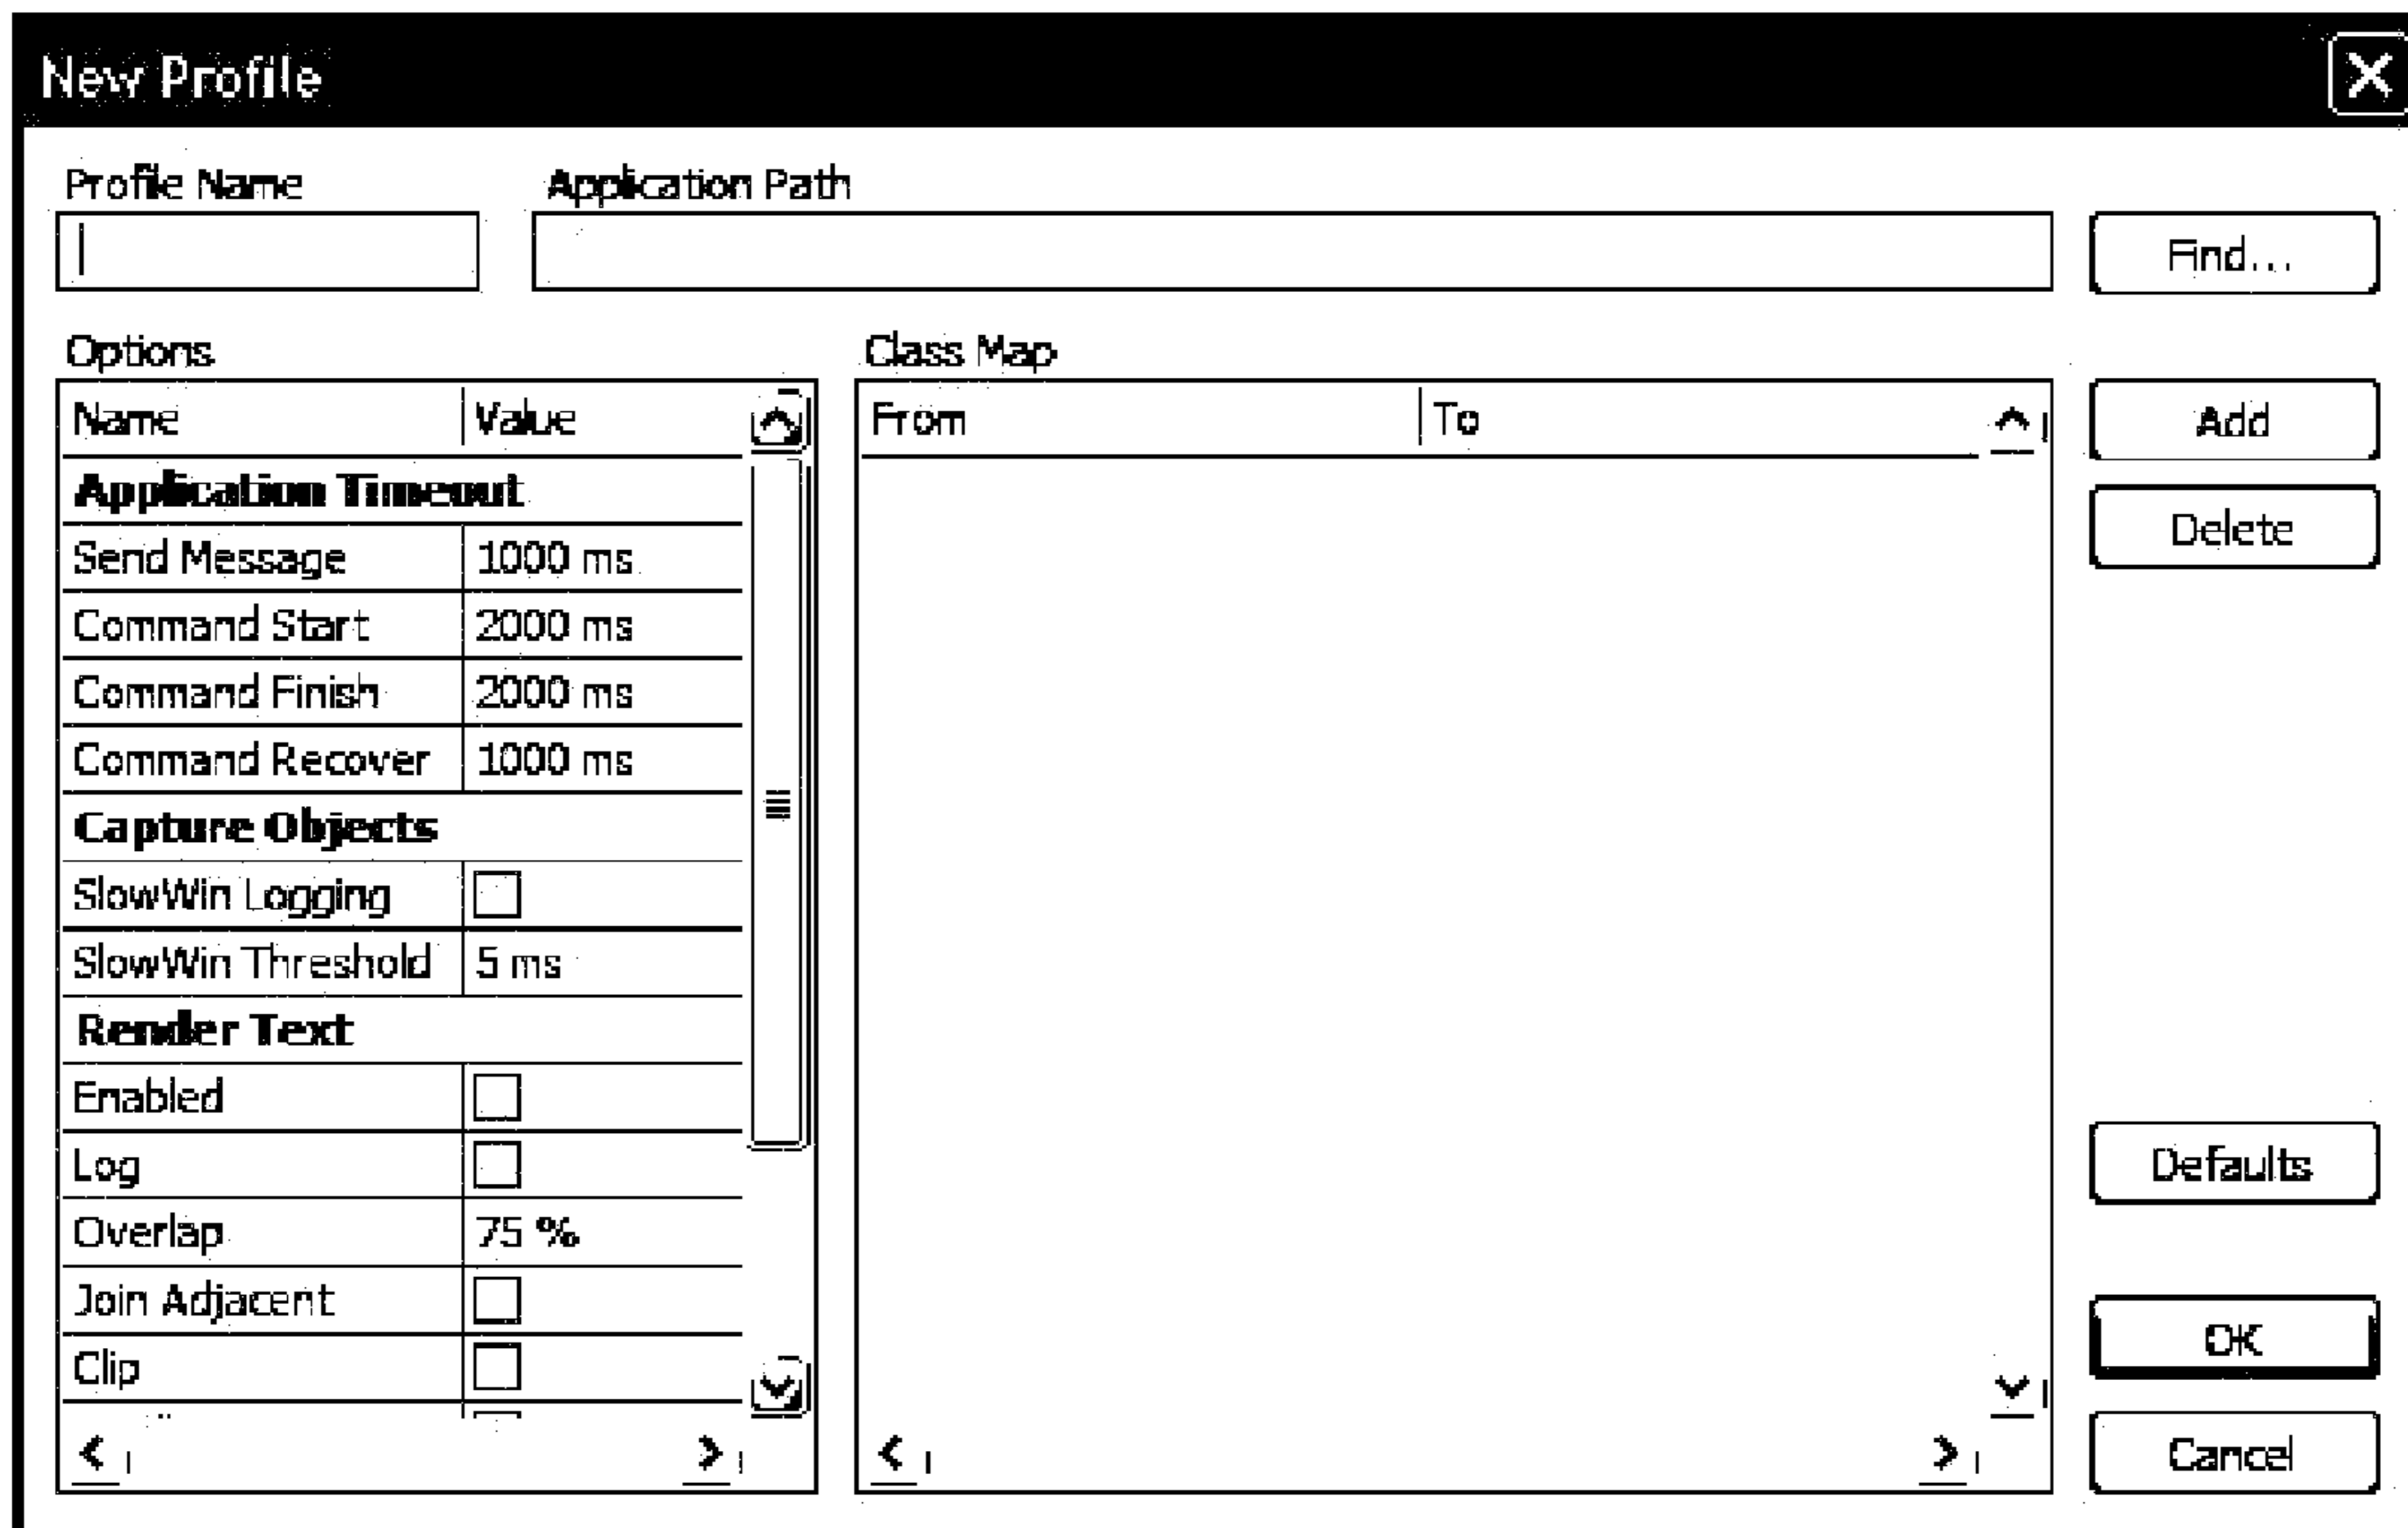 New Profile
Profile Name Application Path
Find...
Options Class Map
Name Value From To Add
Application Timeout
Send Message 1000 ms Delete
Command Start 2000 ms
Command Finish 2000 ms
Command Recover 1000 ms
Capture Objects
SlowWin Logging
SlowWin Threshold 5 ms
Render Text
Enabled
Log Defaults
Overlap 75 %
Join Adjacent
OK
Clip
Cancel